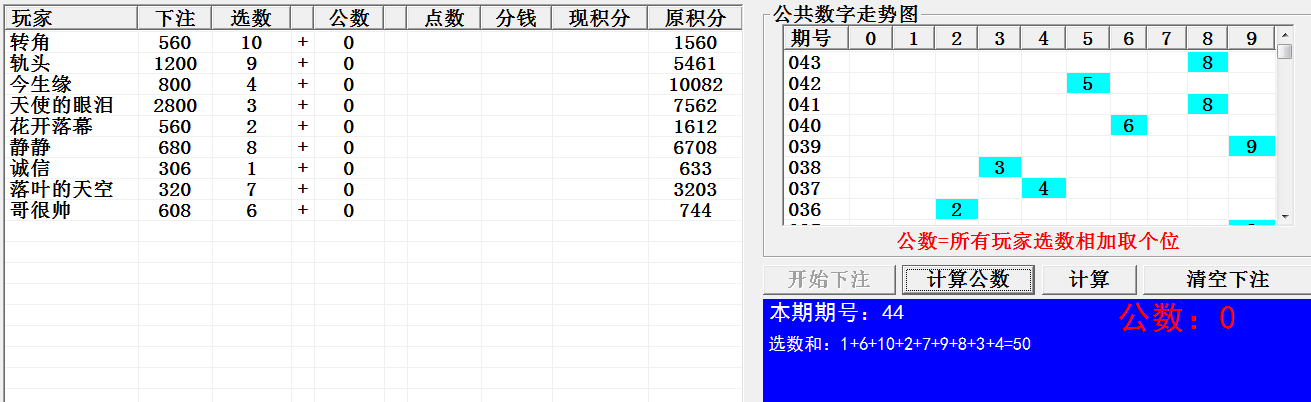 玩家 下注 选数 公数 点数 分钱 现积分 原积分
转角 560 10 + 0 1560
轨头 1200 9 + 0 5461
今生缘 800 4 + 0 10082
天使的眼泪 2800 3 + 0 7562
花开落幕 560 2 + 0 1612
静静 680 8 + 0 6708
诚信 306 1 + 0 633
落叶的天空 320 7 + 0 3203
哥很帅 608 6 + 0 744
公共数字走势图
期号 0 1 2 3 4 5 6 7 8 9
043 8
042 5
041 8
040 6
039 9
038 3
037 4
036 2
公数=所有玩家选数相加取个位
开始下注 计算公数 计算 清空下注
本期期号：44 公数：0
选数和：1+6+10+2+7+9+8+3+4=50